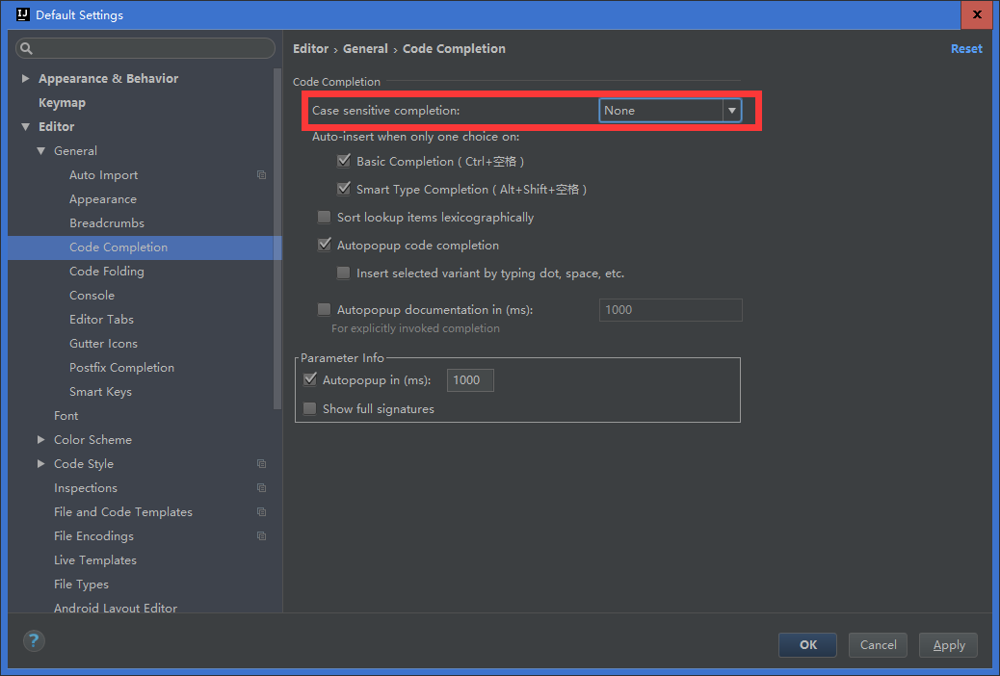 IJ Default Settings
x
Appearance & Behavior
Keymap
Editor
General
Auto Import
Appearance
Breadcrumbs
Code Completion
Code Folding
Console
Editor Tabs
Gutter Icons
Postfix Completion
Smart Keys
Font
Color Scheme
Code Style
Inspections
File and Code Templates
File Encodings
Live Templates
File Types
Android Layout Editor
Editor › General › Code Completion
Reset
Code Completion
Case sensitive completion: None
Auto-insert when only one choice on:
Basic Completion ( Ctrl+空格 )
Smart Type Completion ( Alt+Shift+空格 )
Sort lookup items lexicographically
Autopopup code completion
Insert selected variant by typing dot, space, etc.
Autopopup documentation in (ms): 1000
For explicitly invoked completion
Parameter Info
Autopopup in (ms): 1000
Show full signatures
?
OK Cancel Apply